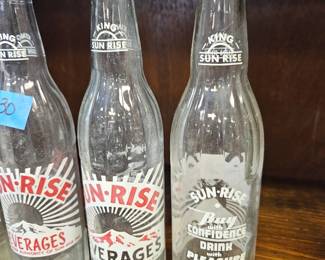 KING
SUN RISE
KING
SUN RISE
KING
SUN RISE
30
N-RISE
VERAGES
UN-RISE
VERAGES
SUN-RISE
Buy
with
CONFIDENCE
DRINK
with